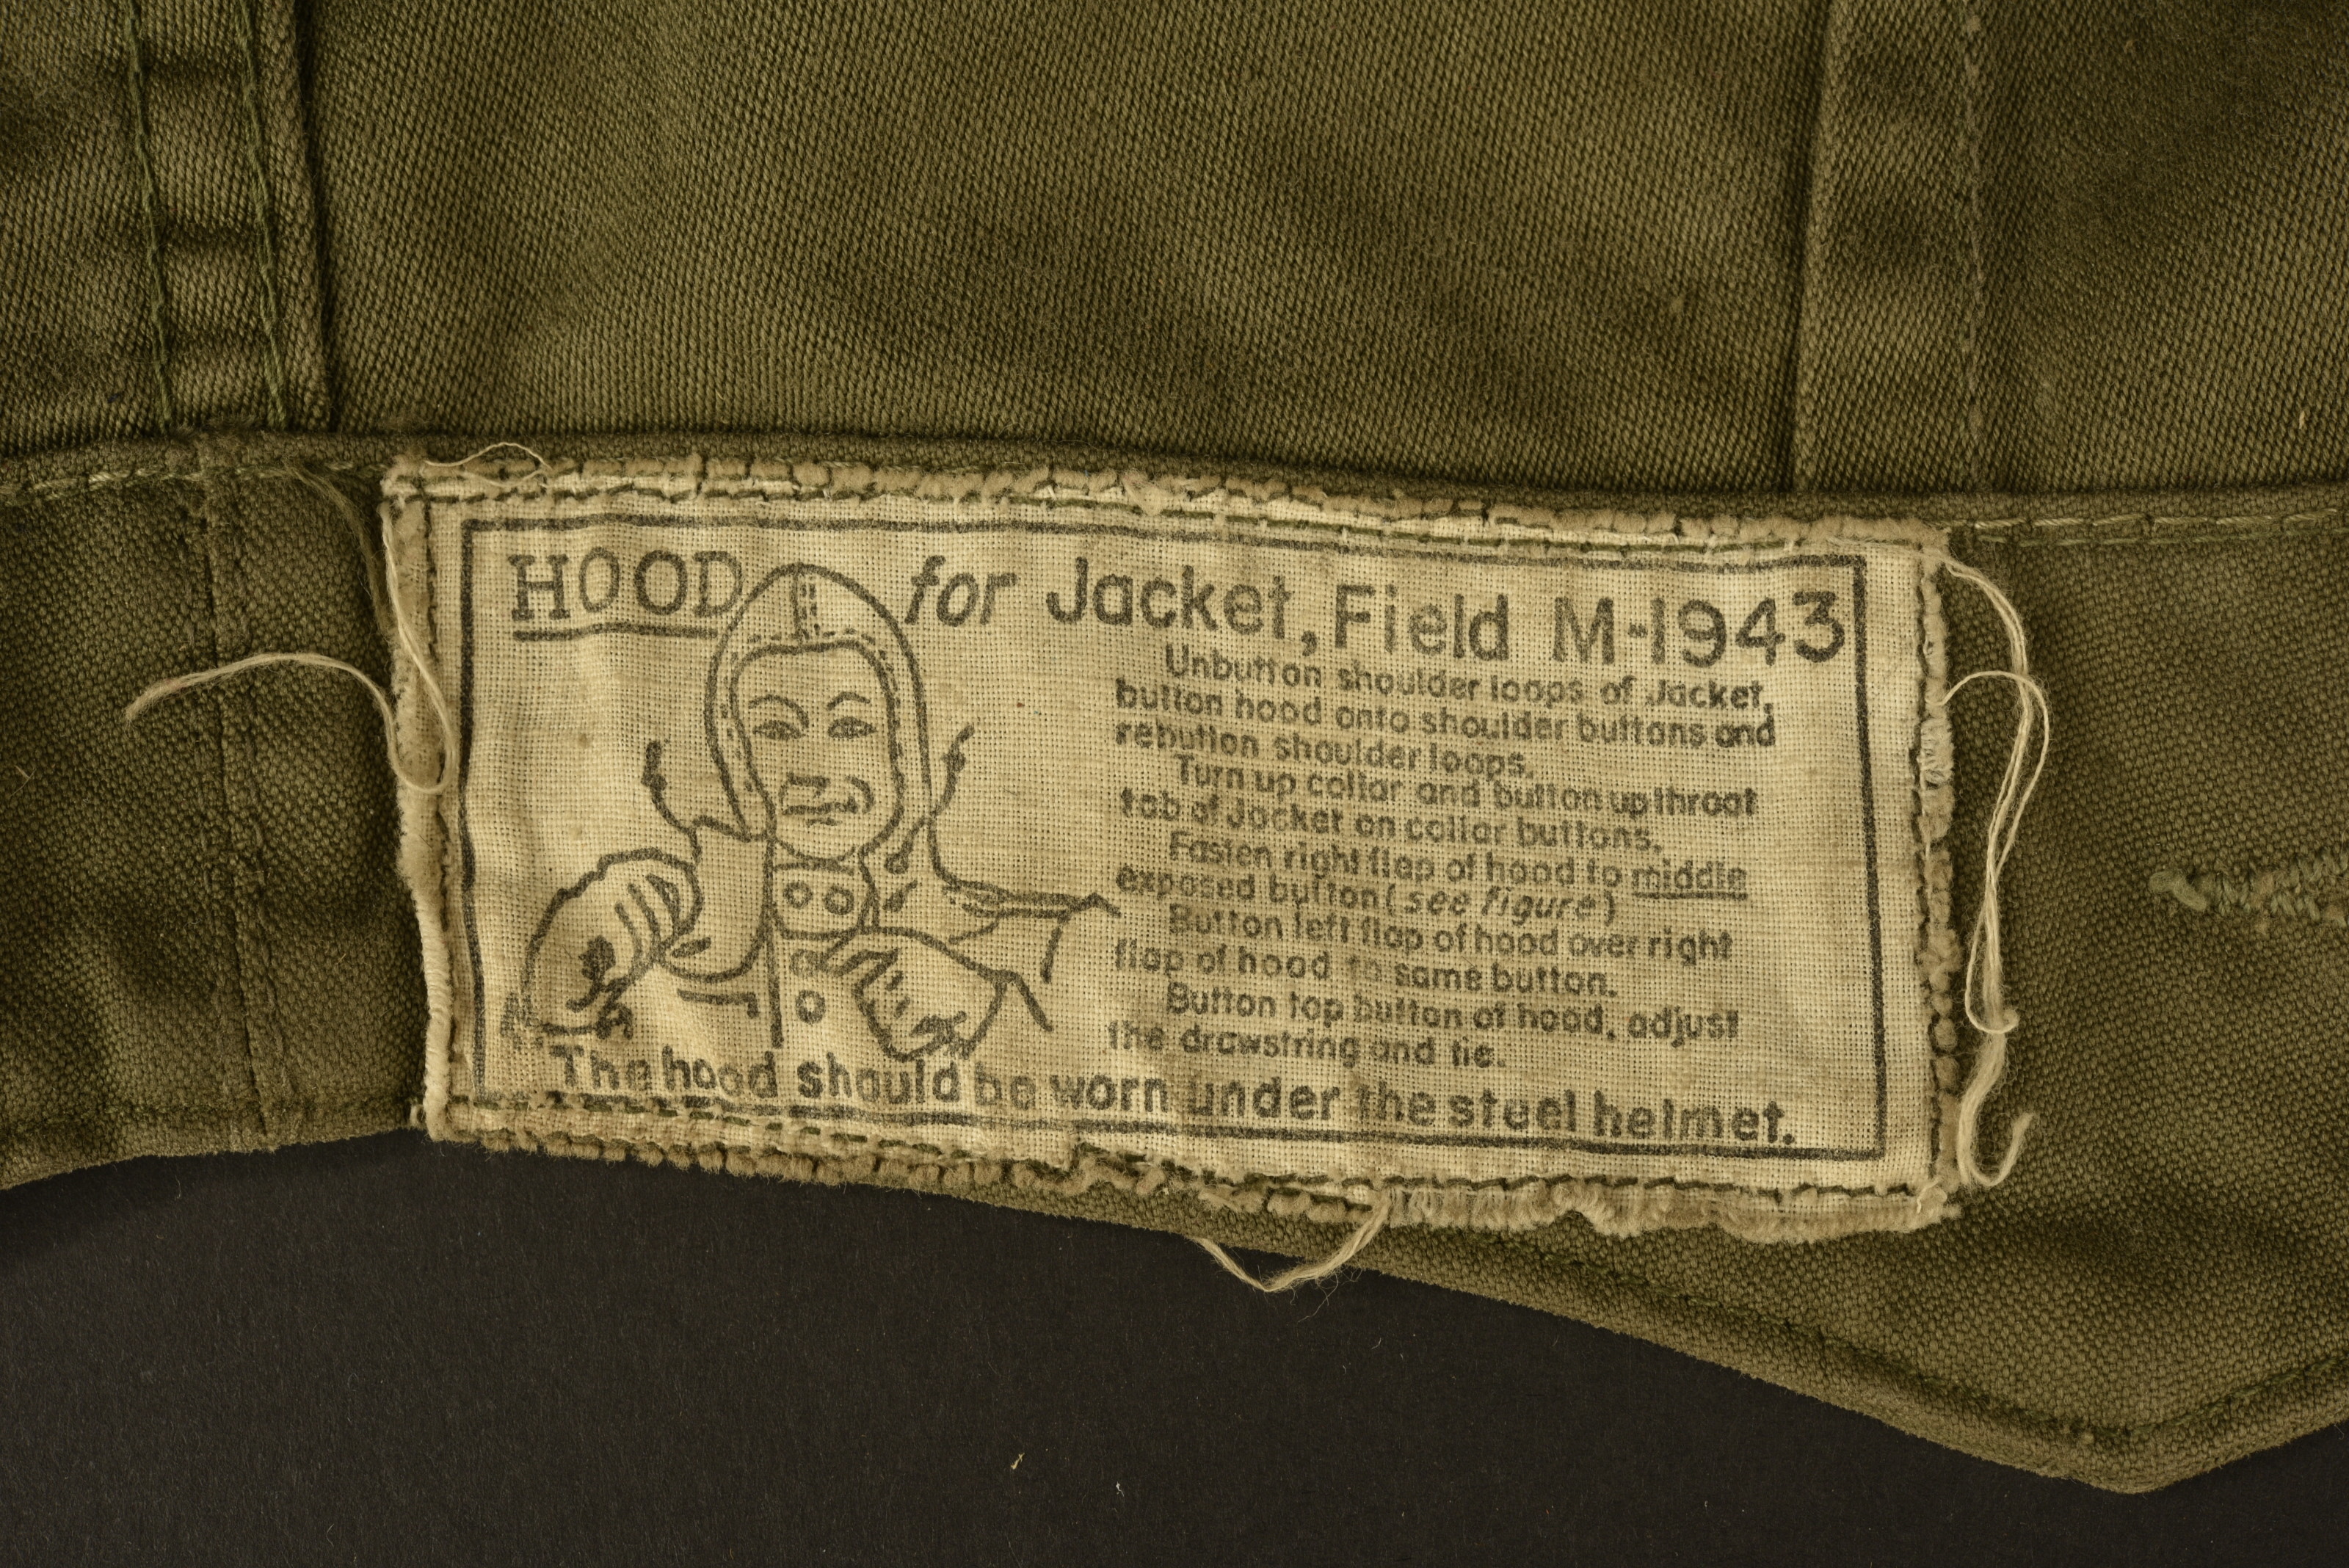 HOOD for Jacket, Field M-1943
Unbutton shoulder loops of Jacket,
button hood onto shoulder buttons and
rebutton shoulder loops.
Turn up collar and button up throat
tab of Jacket on collar buttons.
Fasten right flap of hood to middle
exposed button (see figure)
Button left flap of hood over right
flap of hood to same button.
Button top button of hood, adjust
the drawstring and tie.
The hood should be worn under the steel helmet.